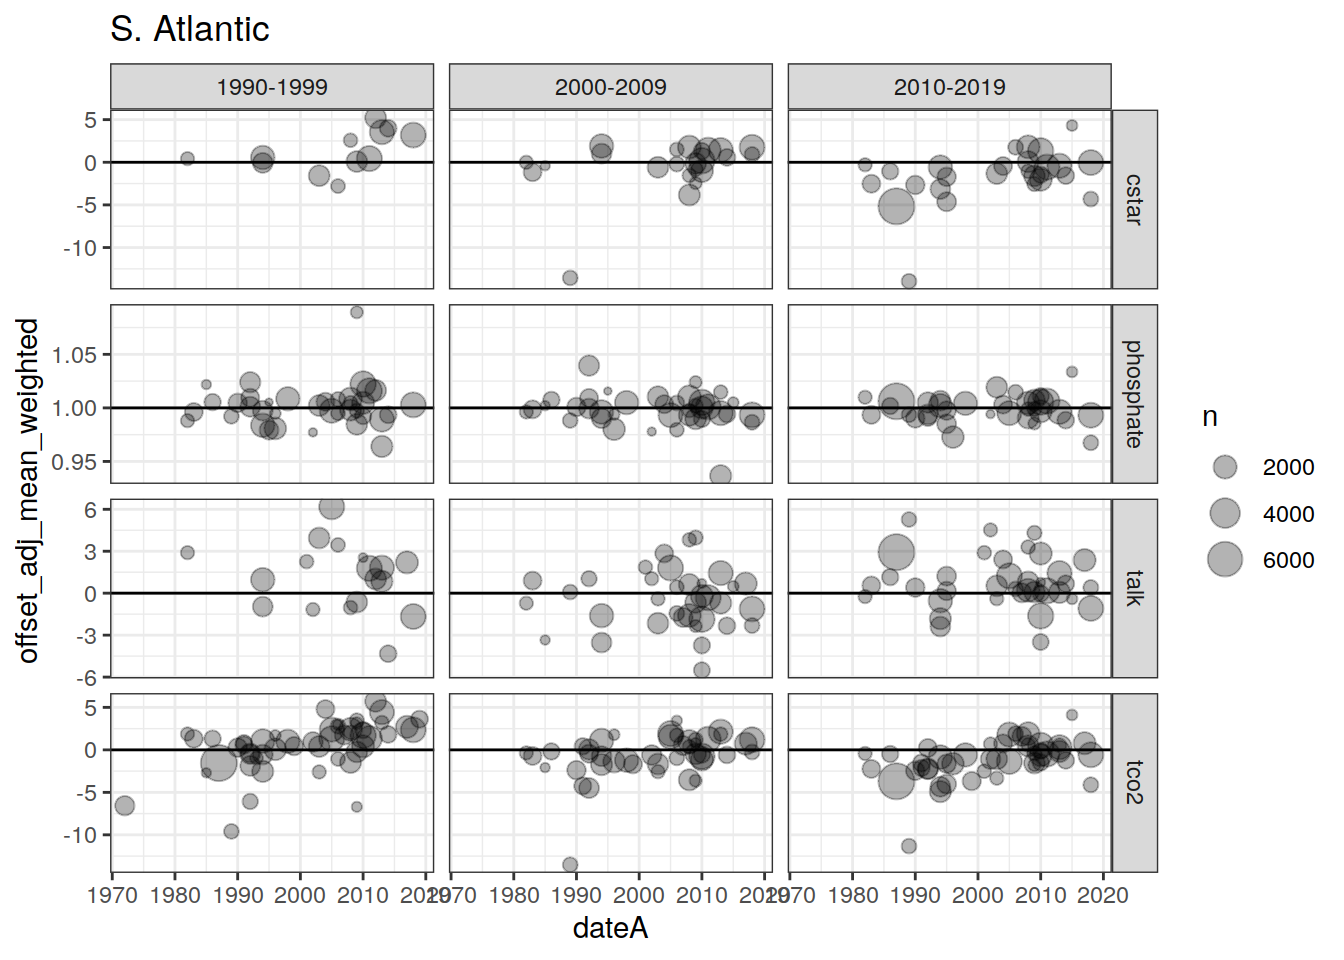 S. Atlantic
1990-1999 2000-2009 2010-2019
5
0
-5
-10
cstar
1.05
1.00
0.95
phosphate
6
3
0
-3
-6
talk
5
0
-5
-10
tco2
offset_adj_mean_weighted
1970 1980 1990 2000 2010 2020
1970 1980 1990 2000 2010 2020
1970 1980 1990 2000 2010 2020
dateA
n
2000
4000
6000